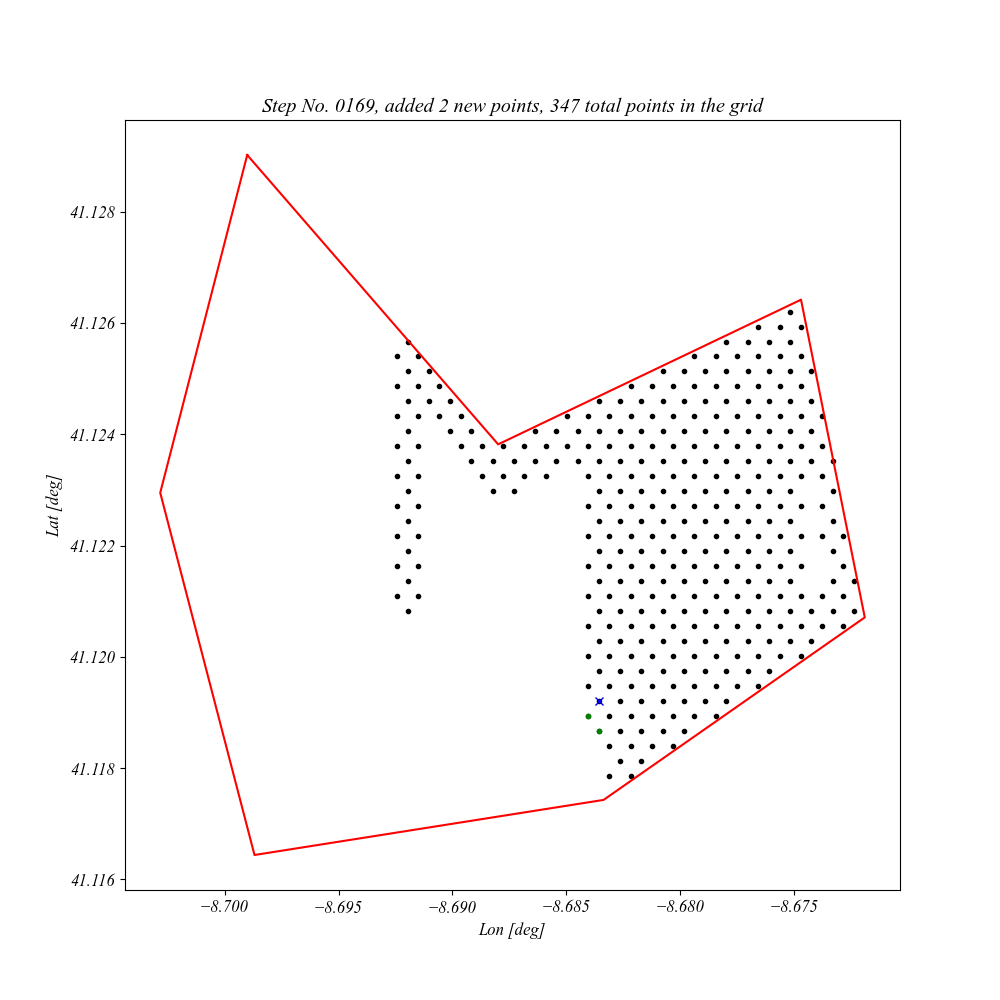 Step No. 0169, added 2 new points, 347 total points in the grid
41.128
41.126
41.124
41.122
41.120
41.118
41.116
Lat [deg]
−8.700 −8.695 −8.690 −8.685 −8.680 −8.675
Lon [deg]